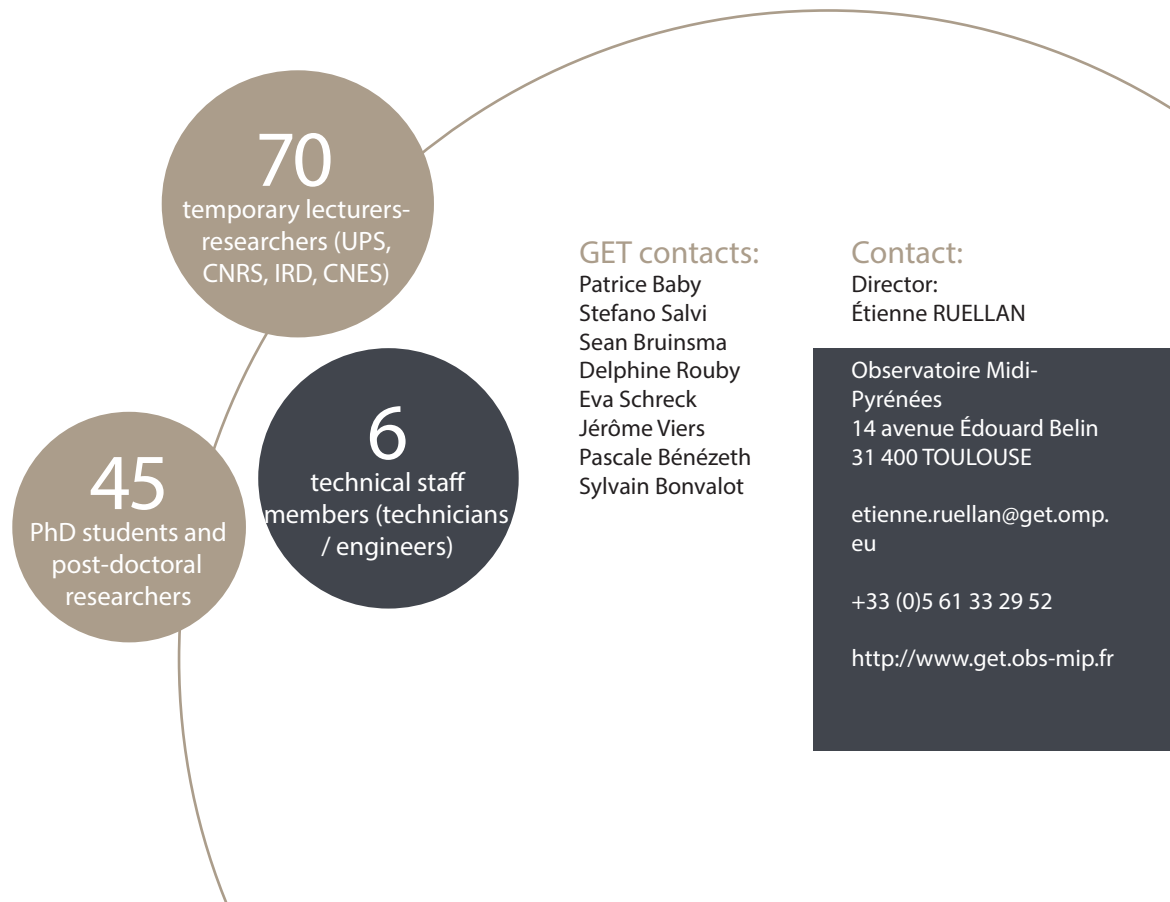 70
temporary lecturers-
researchers (UPS,
CNRS, IRD, CNES)
6
technical staff
members (technicians
/ engineers)
45
PhD students and
post-doctoral
researchers
GET contacts:
Patrice Baby
Stefano Salvi
Sean Bruinsma
Delphine Rouby
Eva Schreck
Jérôme Viers
Pascale Bénézeth
Sylvain Bonvalot
Contact:
Director:
Étienne RUELLAN
Observatoire Midi-
Pyrénées
14 avenue Édouard Belin
31 400 TOULOUSE
etienne.ruellan@get.omp.
eu
+33 (0)5 61 33 29 52
http://www.get.obs-mip.fr